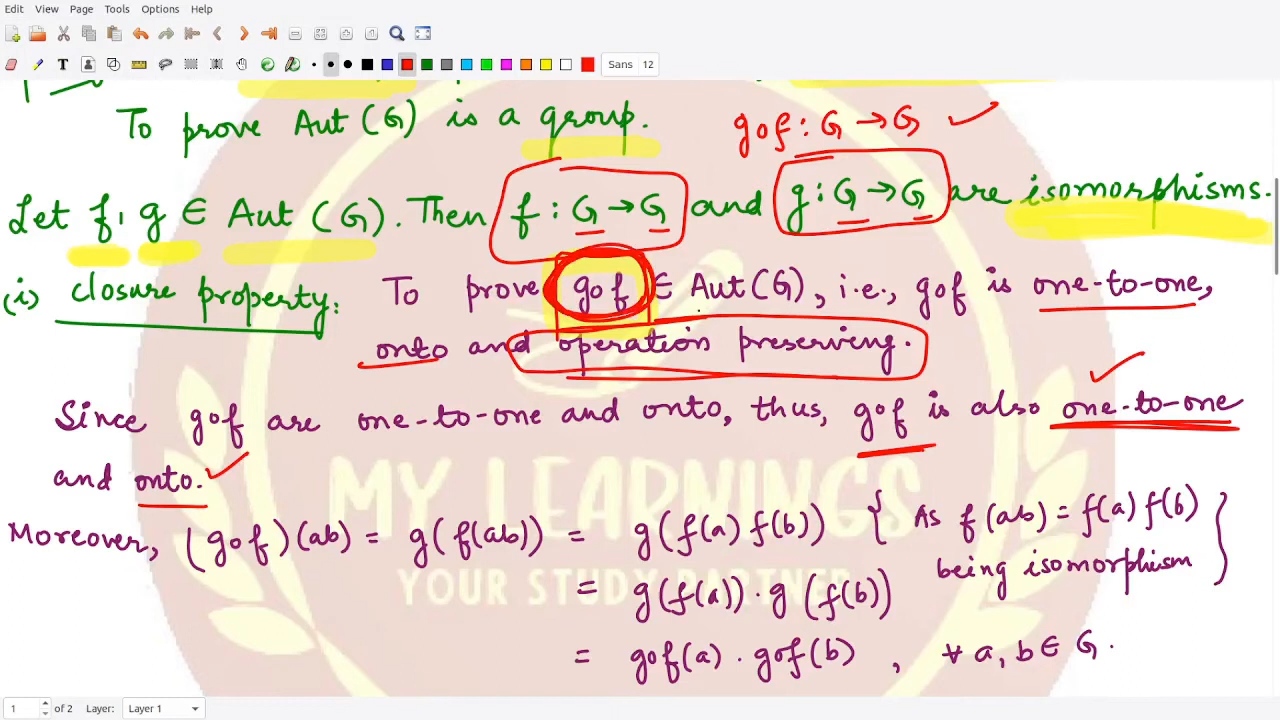 Edit View Page Tools Options Help
Sans 12
To prove Aut(G) is a group.
gof : G → G
Let f, g ∈ Aut(G). Then f : G → G and g : G → G are isomorphisms.
(i) closure property: To prove gof ∈ Aut(G), i.e., gof is one-to-one,
onto and operation preserving.
Since gof are one-to-one and onto, thus, gof is also one-to-one
and onto.
Moreover, (gof)(ab) = g(f(ab)) = g(f(a) f(b)) { As f(ab) = f(a) f(b)
being isomorphism }
= g(f(a)) · g(f(b))
= gof(a) · gof(b) , ∀ a, b ∈ G.
MY LEARNINGS
YOUR STUDY PARTNER
1 of 2 Layer: Layer 1